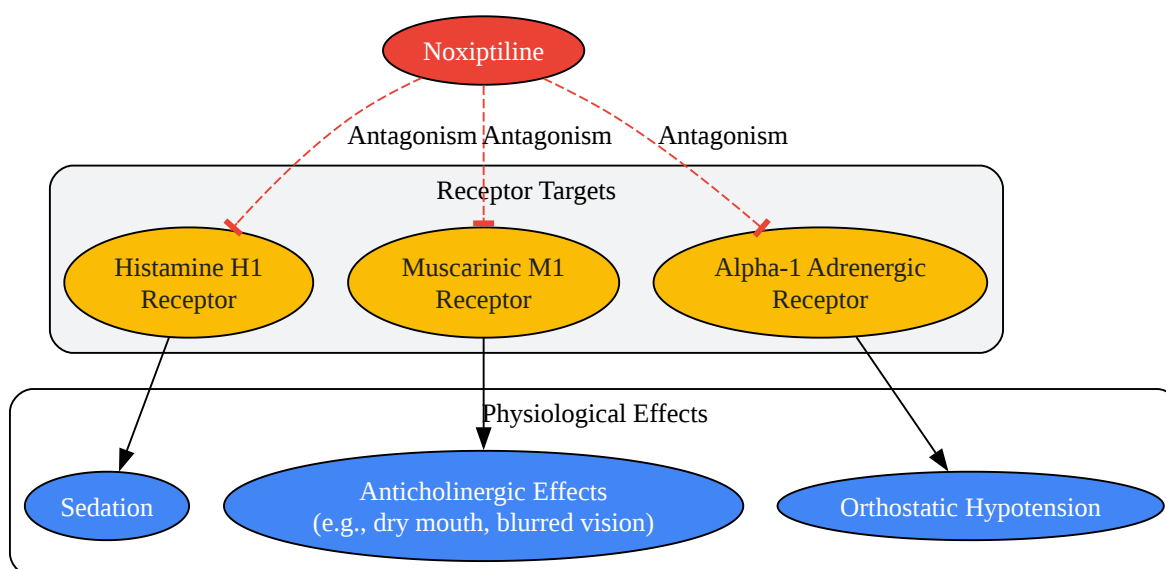 Noxiptiline
Antagonism Antagonism Antagonism
Receptor Targets
Histamine H1
Receptor
Muscarinic M1
Receptor
Alpha-1 Adrenergic
Receptor
Physiological Effects
Sedation
Anticholinergic Effects
(e.g., dry mouth, blurred vision)
Orthostatic Hypotension